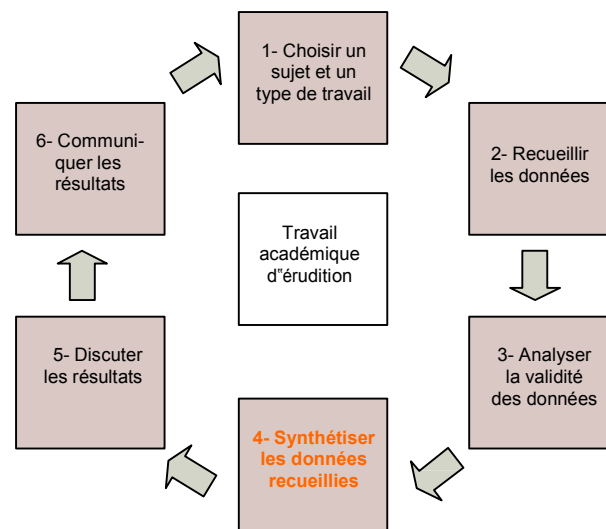 1- Choisir un
sujet et un
type de travail
2- Recueillir
les données
3- Analyser
la validité
des données
4- Synthétiser
les données
recueillies
5- Discuter
les résultats
6- Communi-
quer les
résultats
Travail
académique
d‟érudition